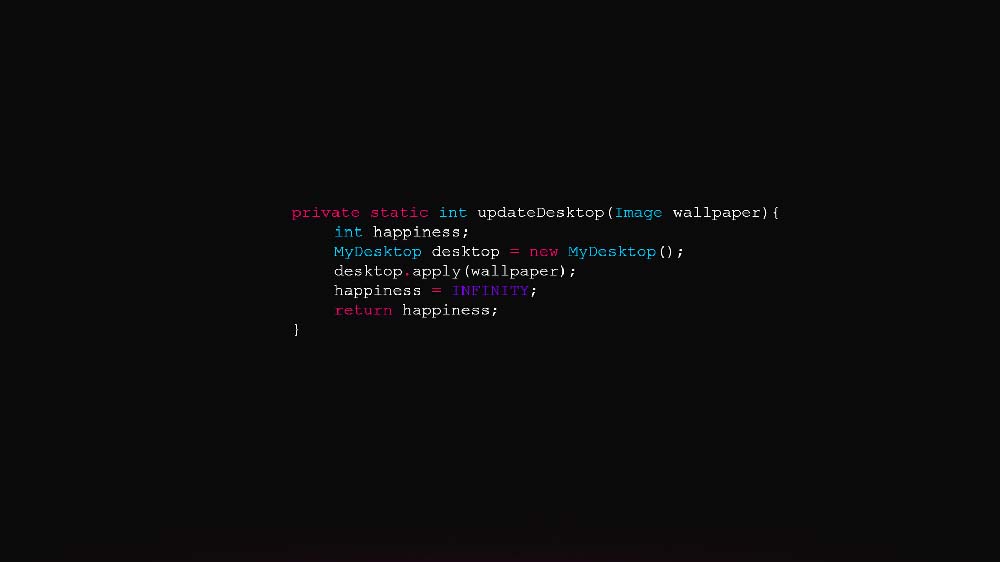 private static int updateDesktop(Image wallpaper){
int happiness;
MyDesktop desktop = new MyDesktop();
desktop.apply(wallpaper);
happiness = INFINITY;
return happiness;
}